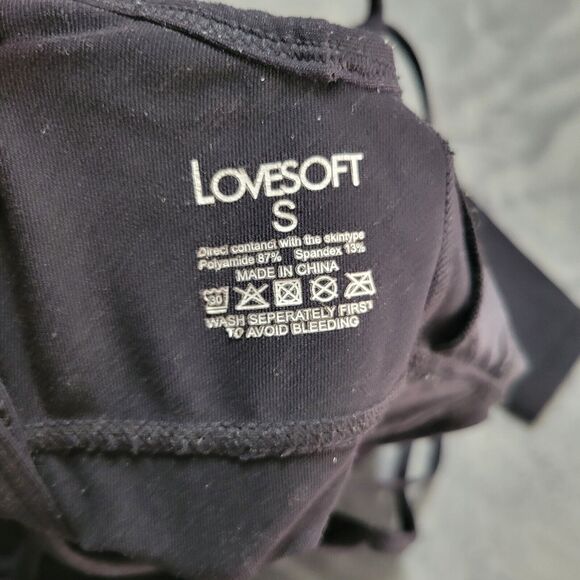 LOVESOFT
S
Direct contanct with the skintype
Polyamide 87% Spandex 13%
MADE IN CHINA
30
WASH SEPERATELY FIRST
TO AVOID BLEEDING